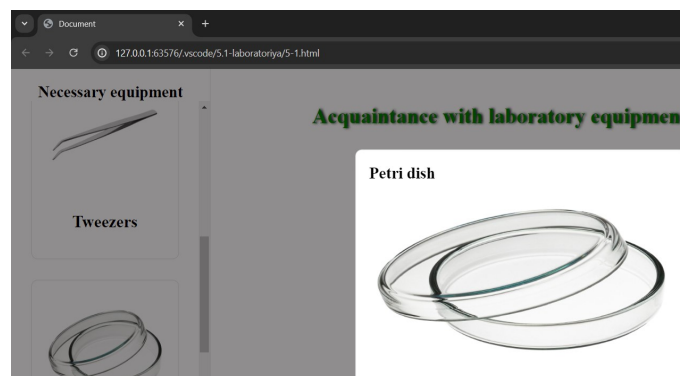 Document
127.0.0.1:63576/.vscode/5.1-laboratoriya/5-1.html
Necessary equipment
Acquaintance with laboratory equipmen
Petri dish
Tweezers